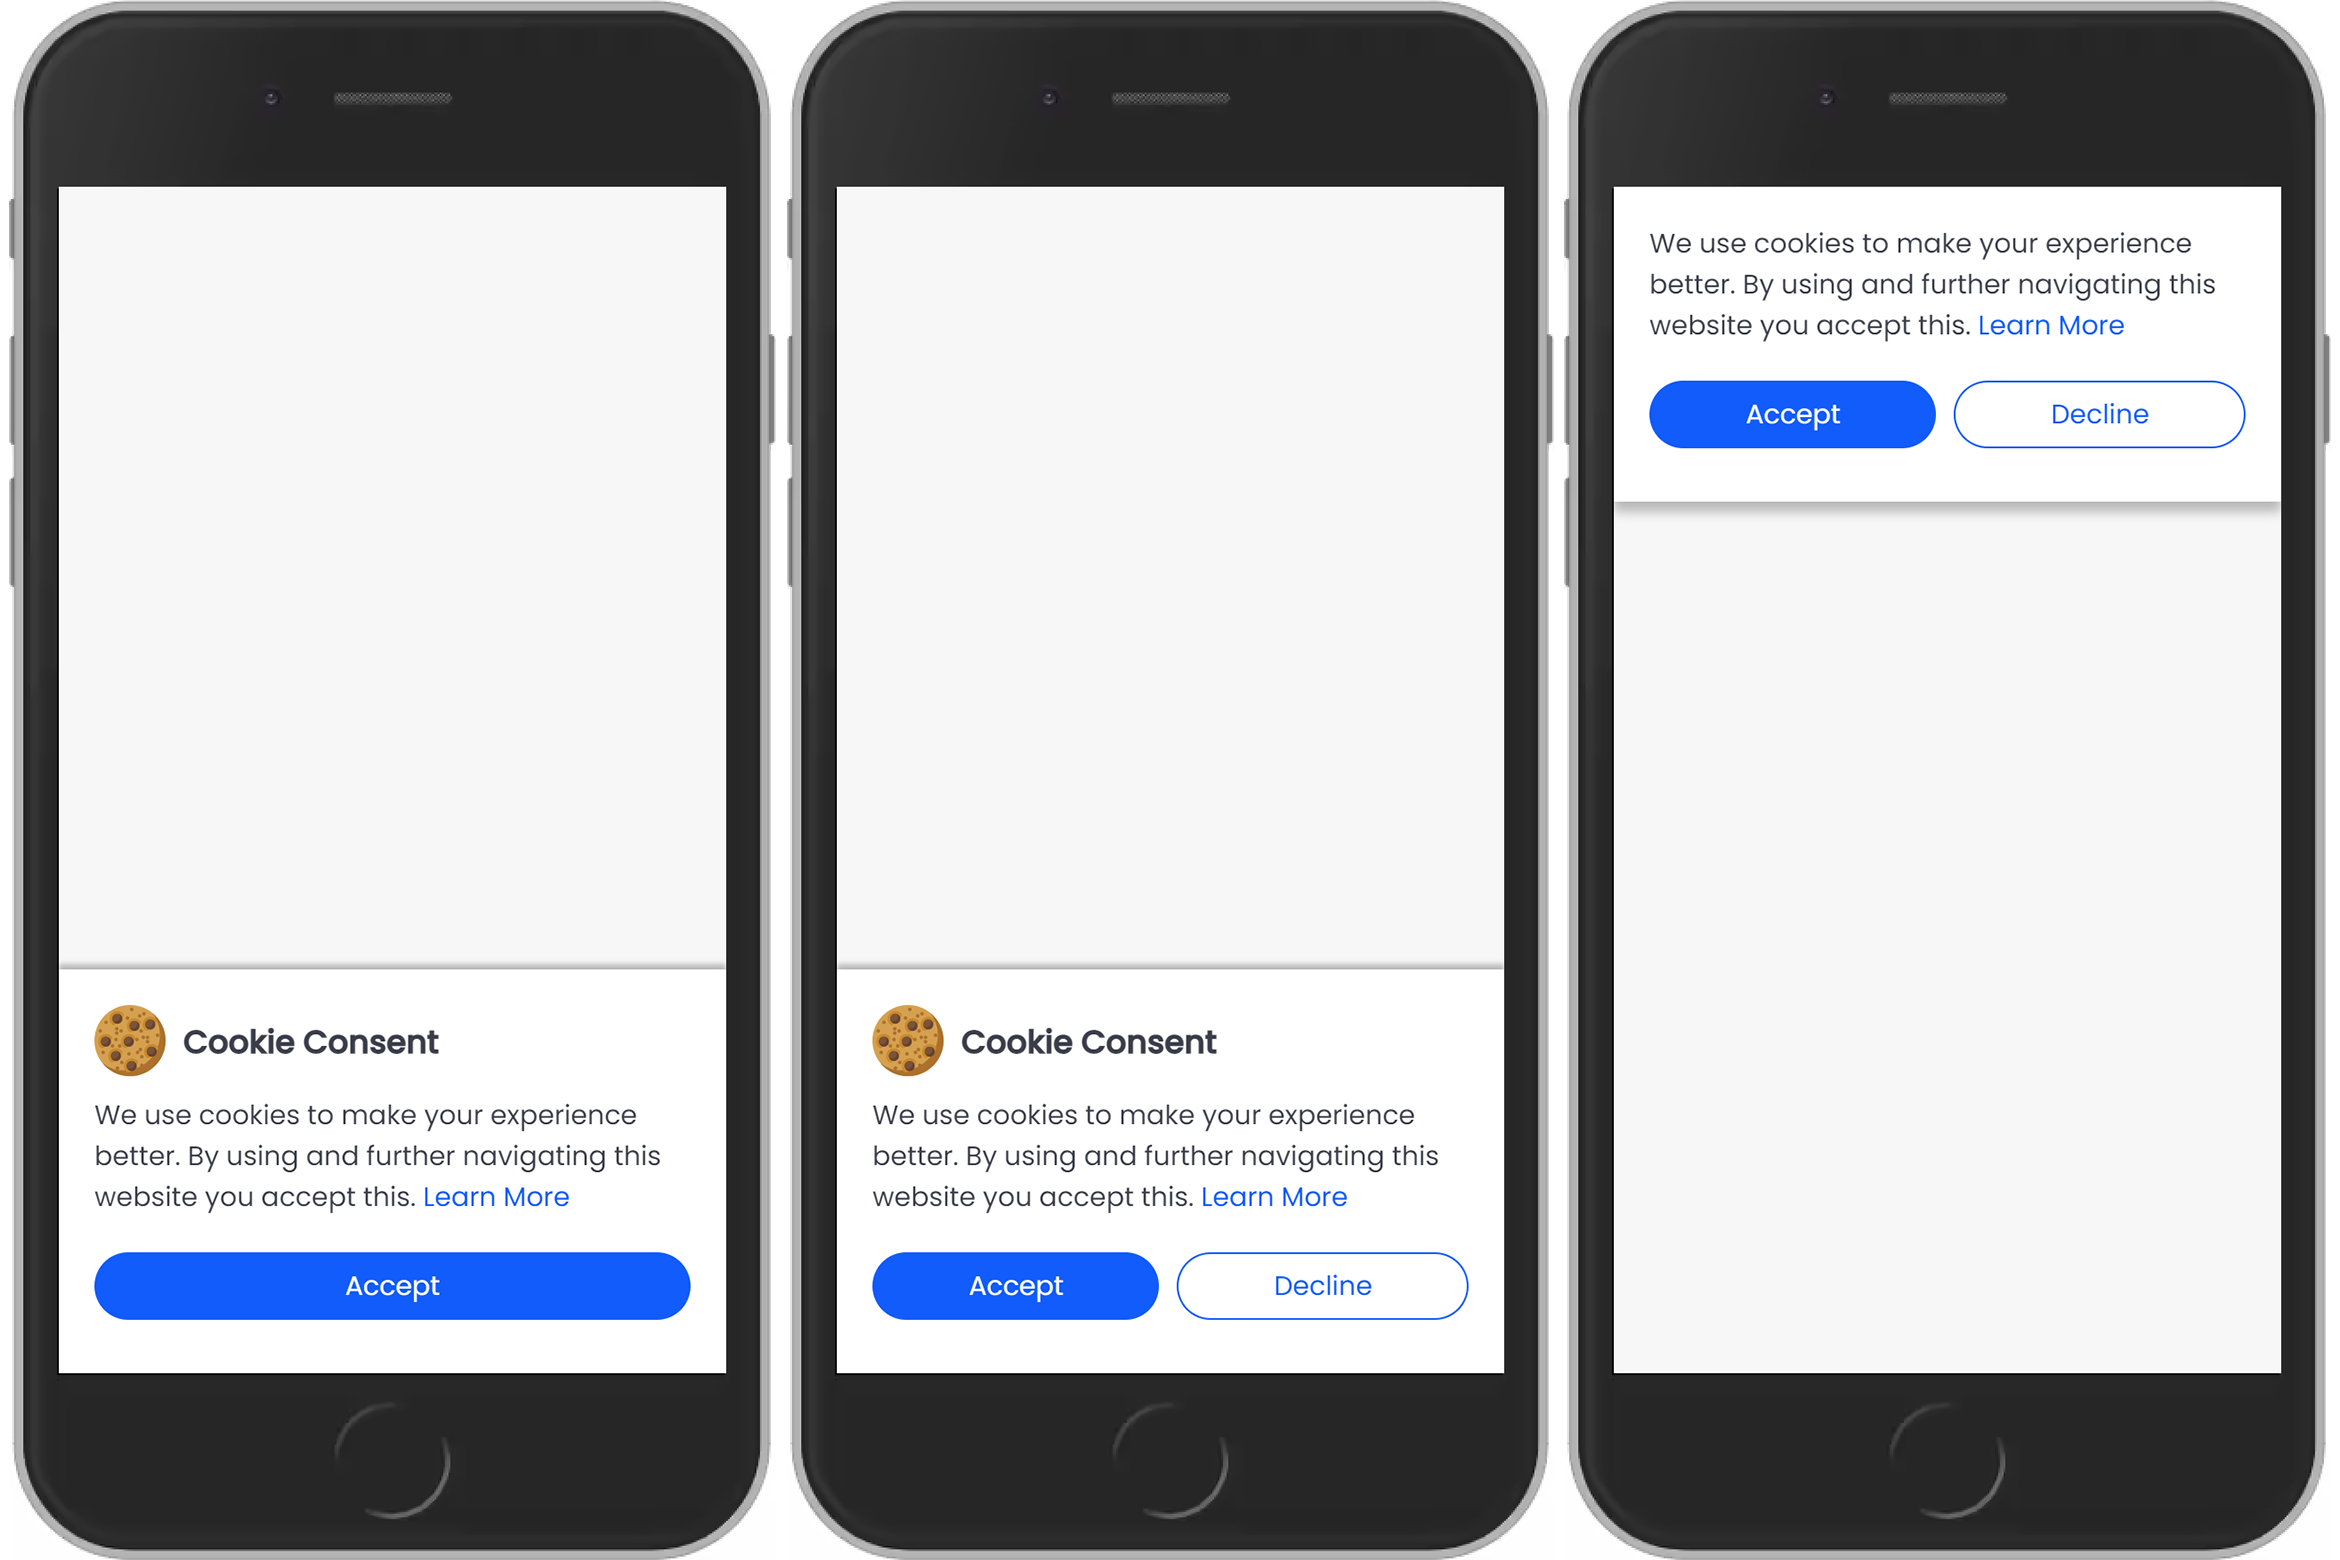 Cookie Consent
We use cookies to make your experience
better. By using and further navigating this
website you accept this. Learn More
Accept
Cookie Consent
We use cookies to make your experience
better. By using and further navigating this
website you accept this. Learn More
Accept
Decline
We use cookies to make your experience
better. By using and further navigating this
website you accept this. Learn More
Accept
Decline